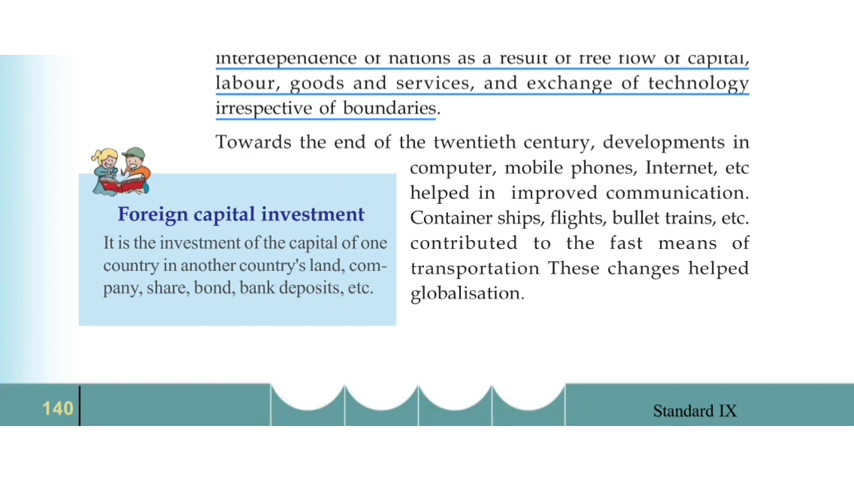 interdependence of nations as a result of free flow of capital,
labour, goods and services, and exchange of technology
irrespective of boundaries.
Towards the end of the twentieth century, developments in
computer, mobile phones, Internet, etc
helped in improved communication.
Container ships, flights, bullet trains, etc.
contributed to the fast means of
transportation These changes helped
globalisation.
Foreign capital investment
It is the investment of the capital of one
country in another country's land, com-
pany, share, bond, bank deposits, etc.
140
Standard IX